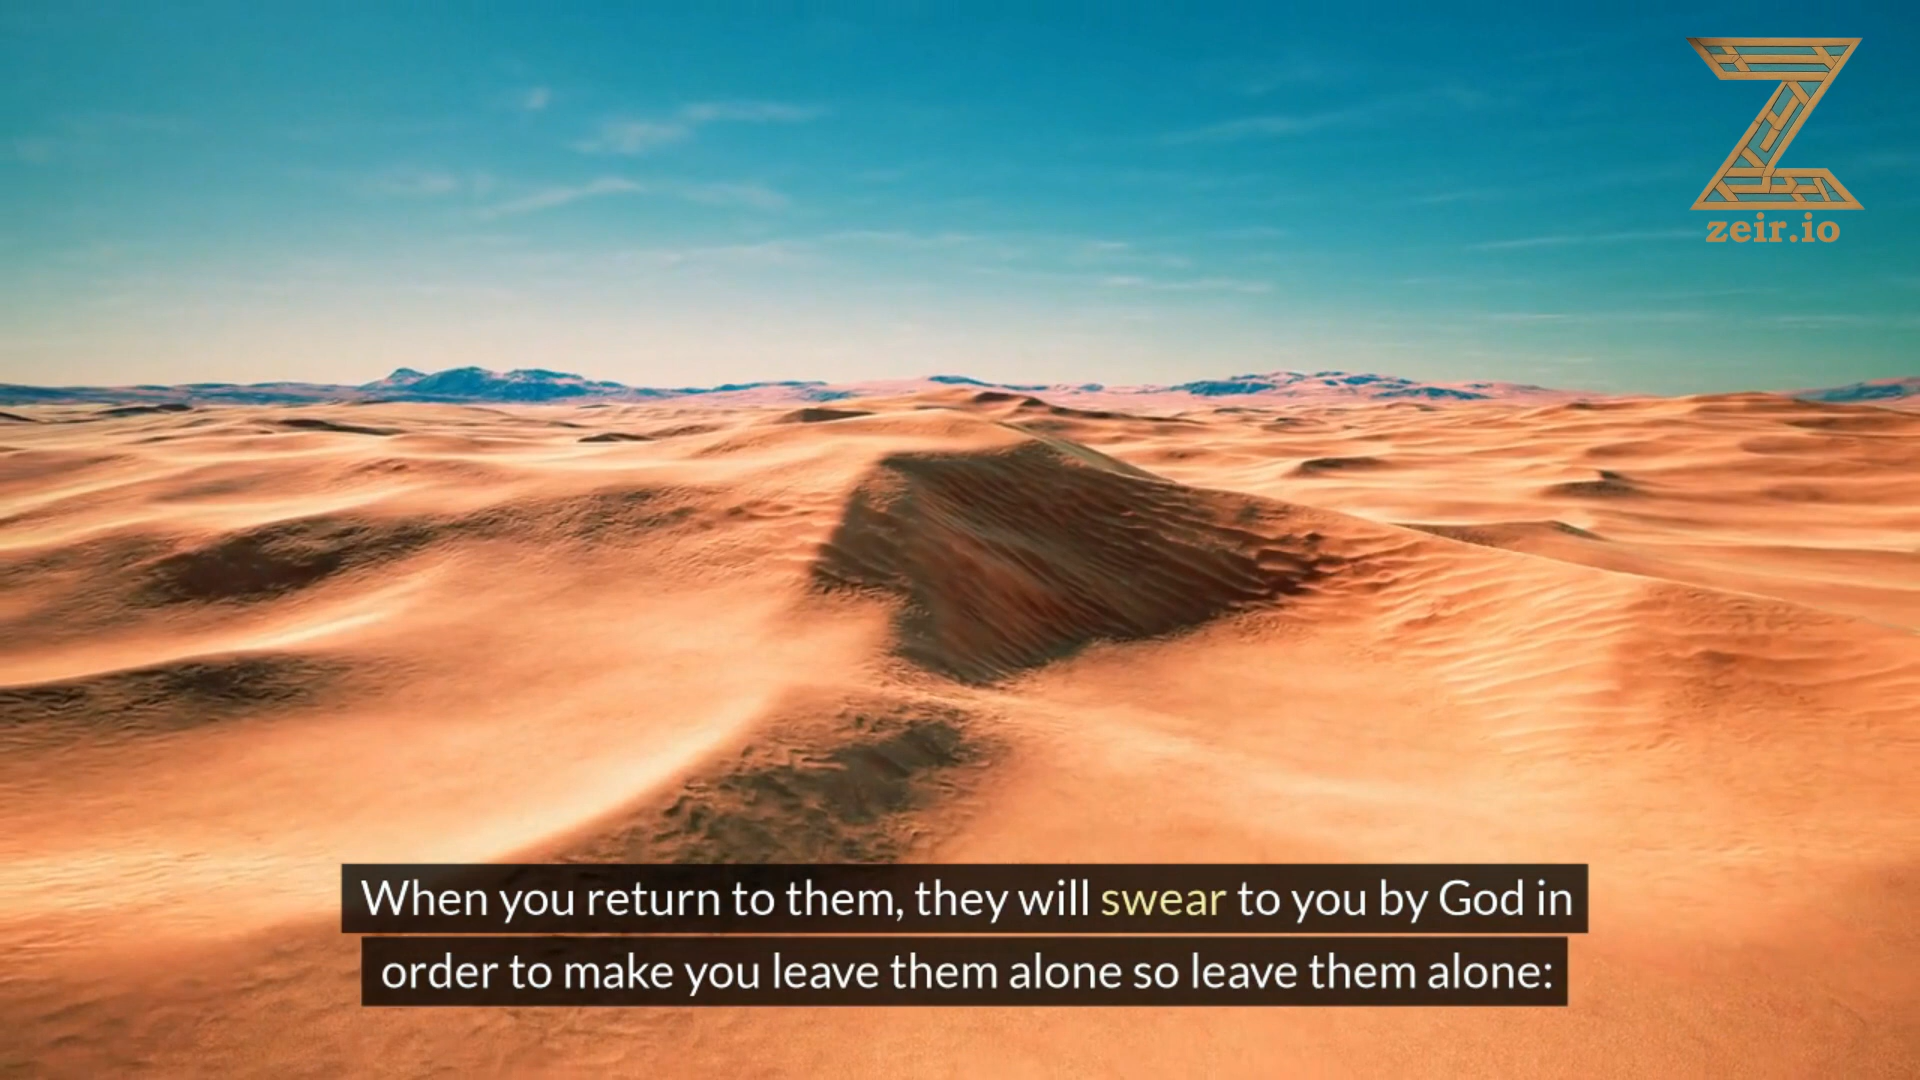 zeir.io
When you return to them, they will swear to you by God in
order to make you leave them alone so leave them alone: